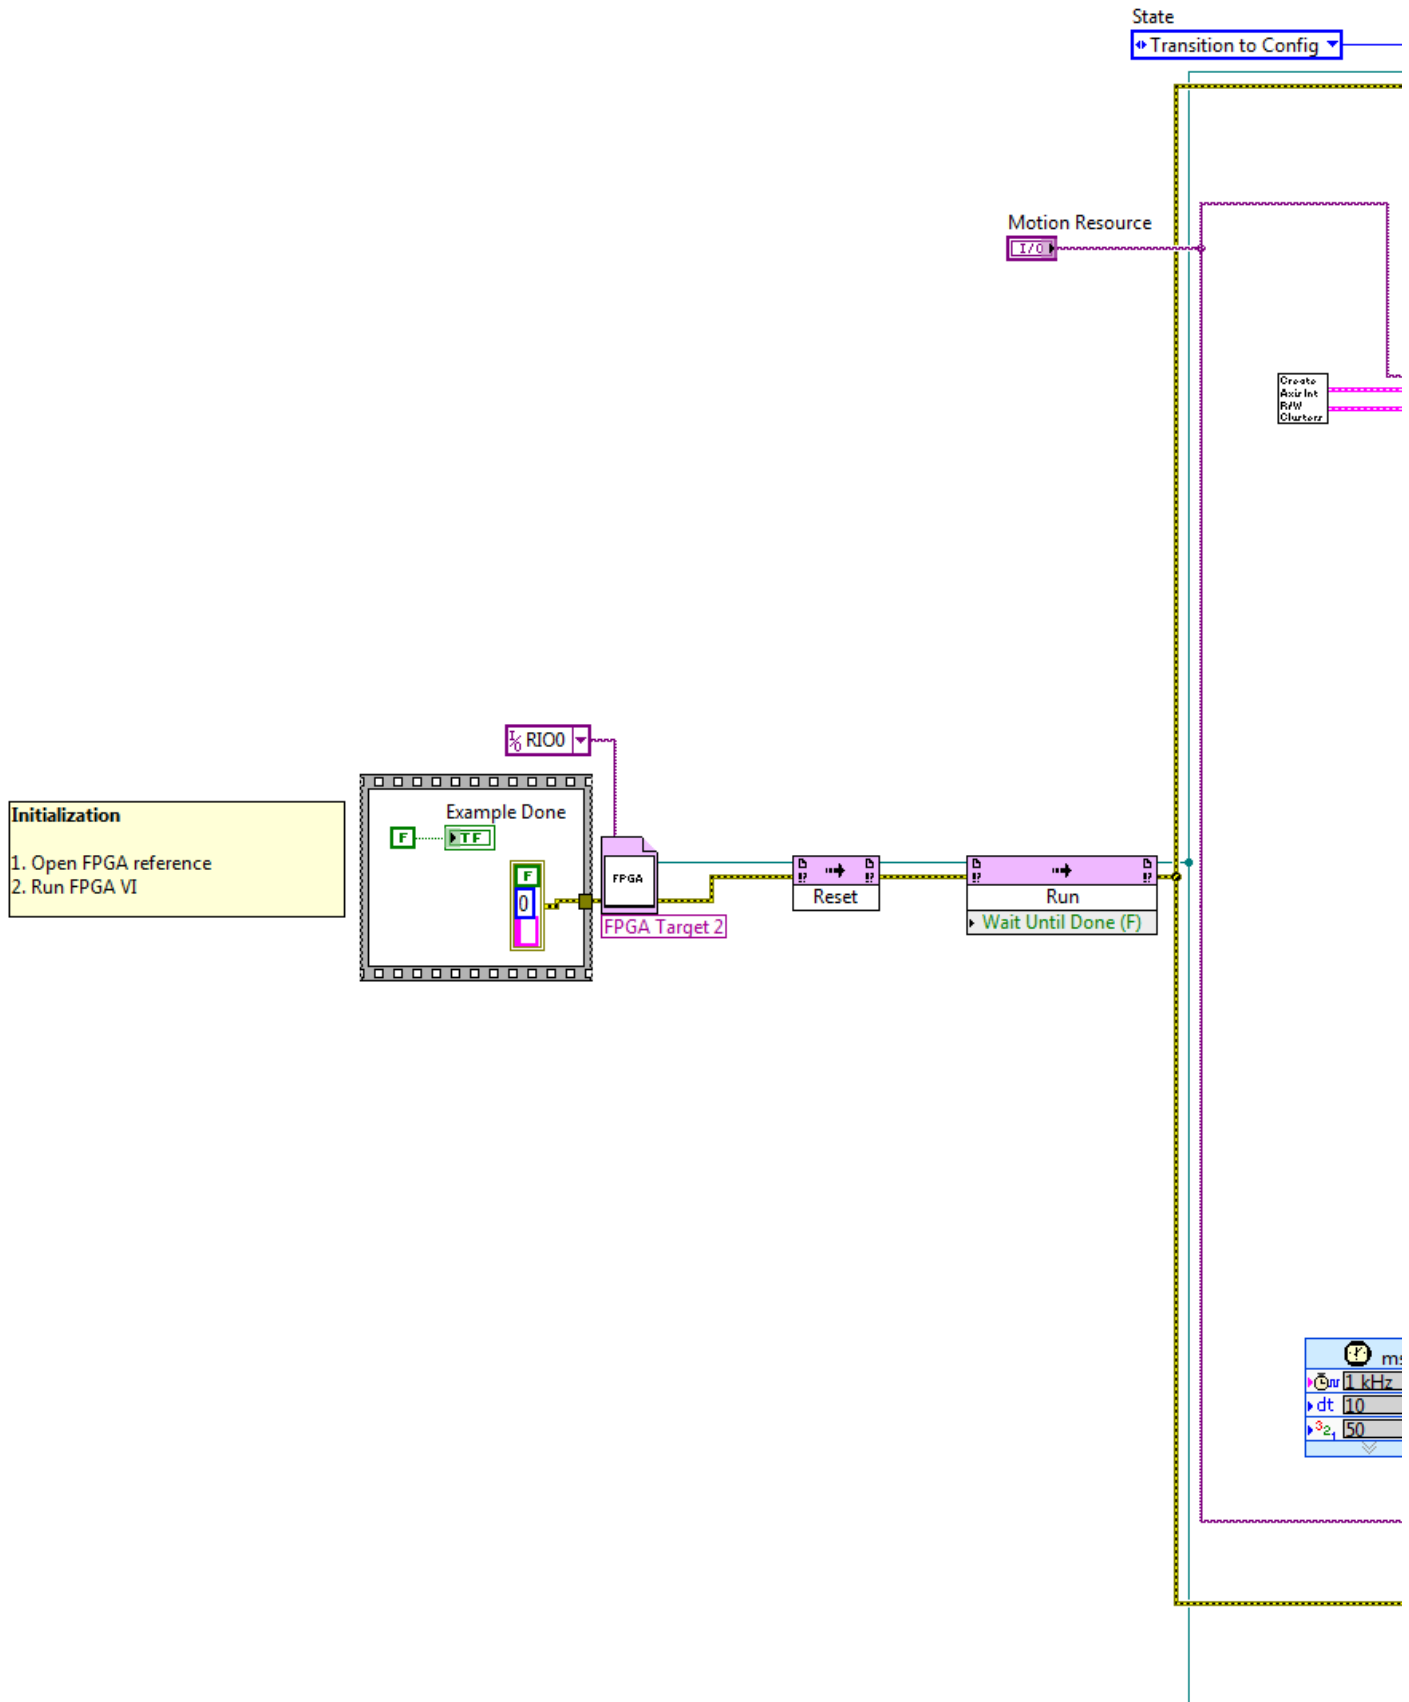 State
Transition to Config
Motion Resource
I/O
Create
Axis Int
R/W
Clusters
I/O RIO0
Initialization
1. Open FPGA reference
2. Run FPGA VI
Example Done
F
TF
F
0
FPGA
FPGA Target 2
Reset
Run
Wait Until Done (F)
ms
1 kHz
dt 10
321 50